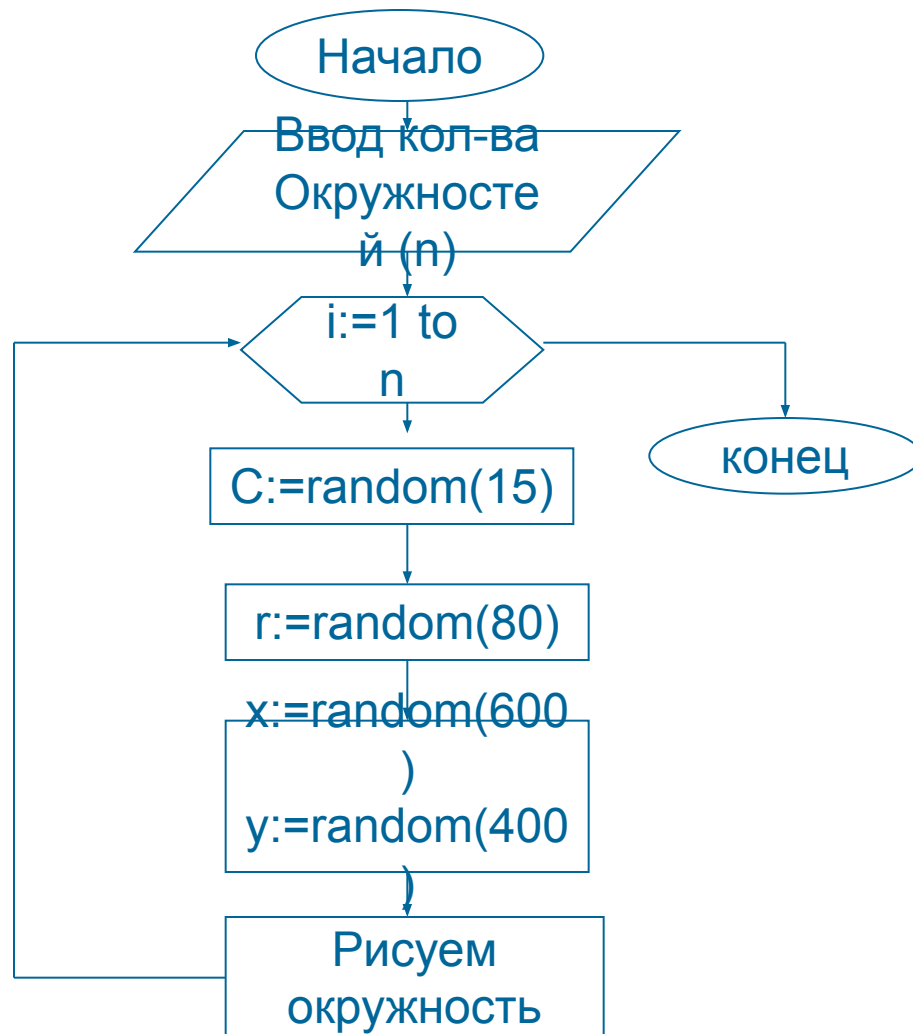 Начало
Ввод кол-ва
Окружносте
й (n)
i:=1 to
n
конец
C:=random(15)
r:=random(80)
x:=random(600
)
y:=random(400
)
Рисуем
окружность